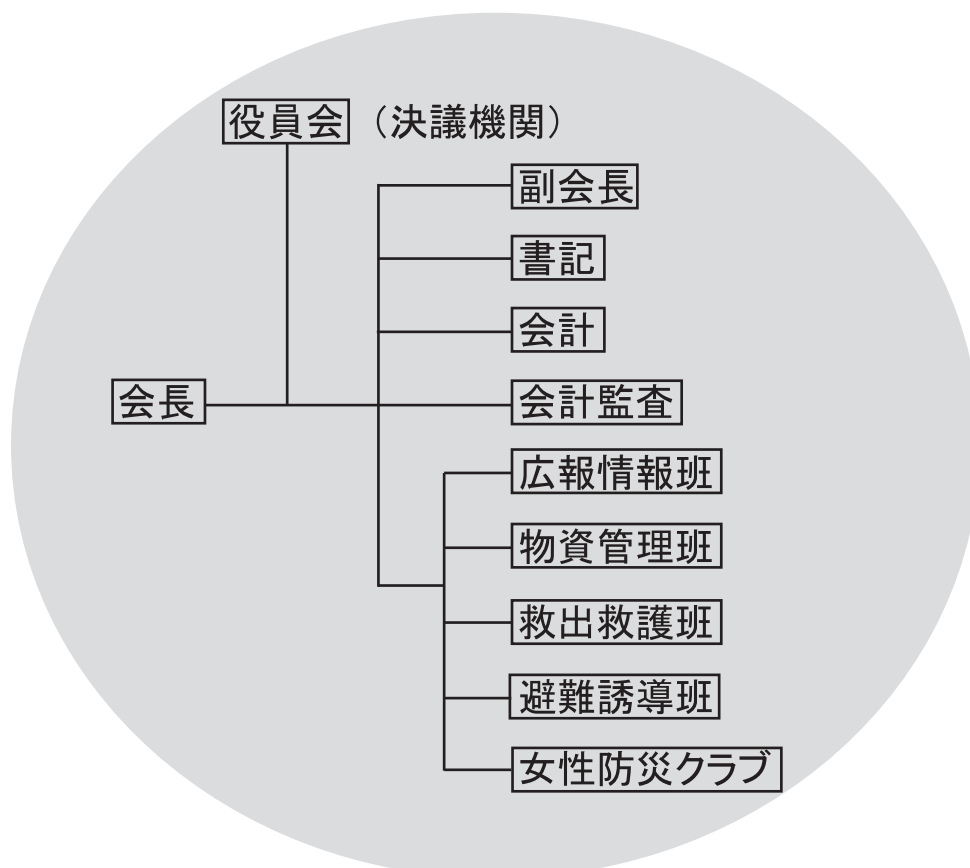 役員会（決議機関）
副会長
書記
会計
会長
会計監査
広報情報班
物資管理班
救出救護班
避難誘導班
女性防災クラブ